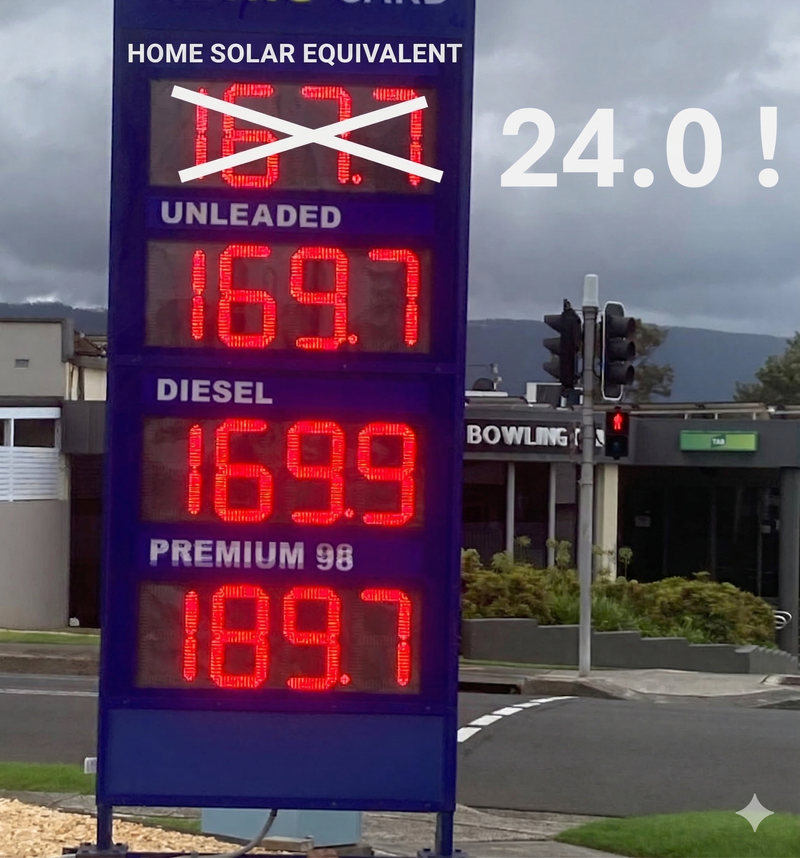 CARD
HOME SOLAR EQUIVALENT
167.7
24.0 !
UNLEADED
169.7
DIESEL
169.9
PREMIUM 98
189.7
BOWLING
TAB